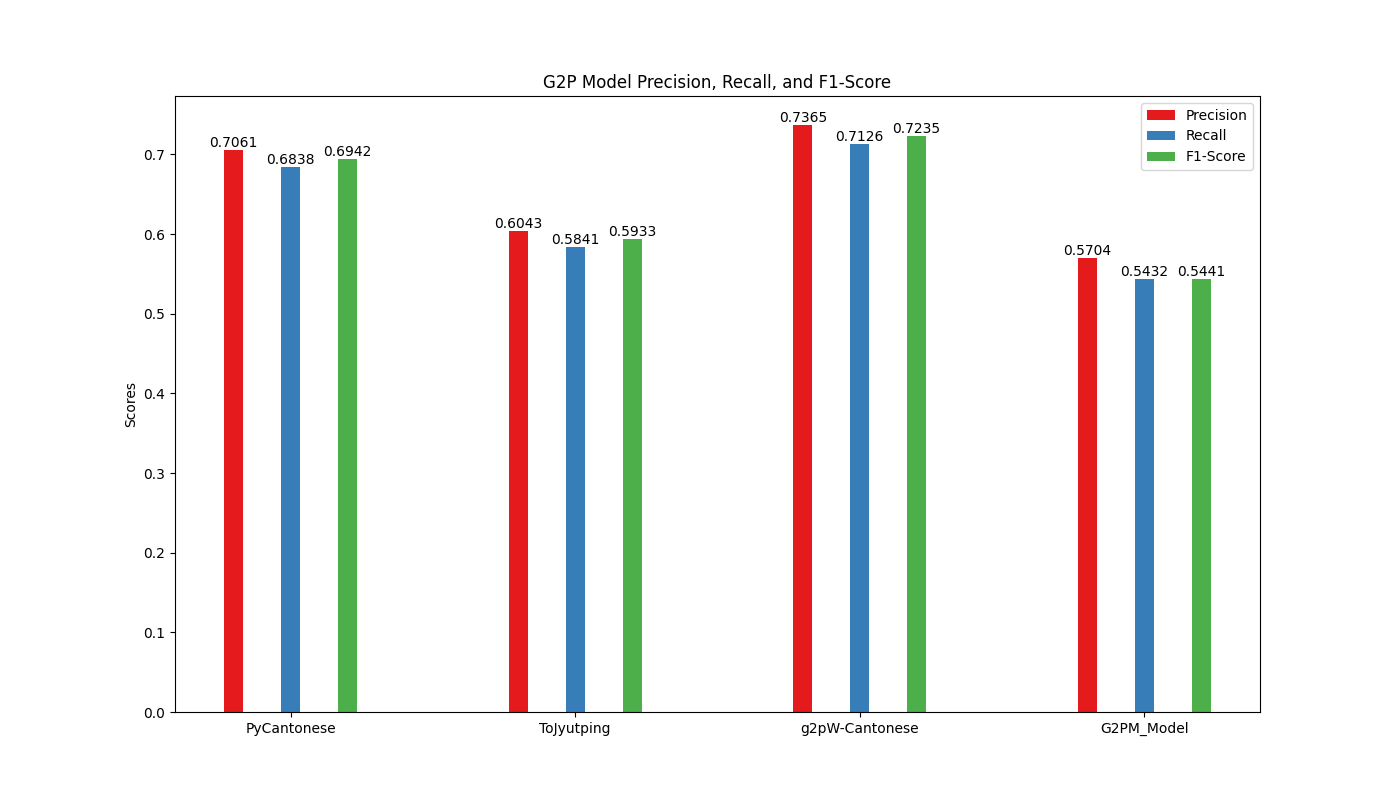 G2P Model Precision, Recall, and F1-Score
Precision
Recall
F1-Score
0.7061
0.6838
0.6942
0.6043
0.5841
0.5933
0.7365
0.7126
0.7235
0.5704
0.5432
0.5441
Scores
0.7
0.6
0.5
0.4
0.3
0.2
0.1
0.0
PyCantonese
ToJyutping
g2pW-Cantonese
G2PM_Model